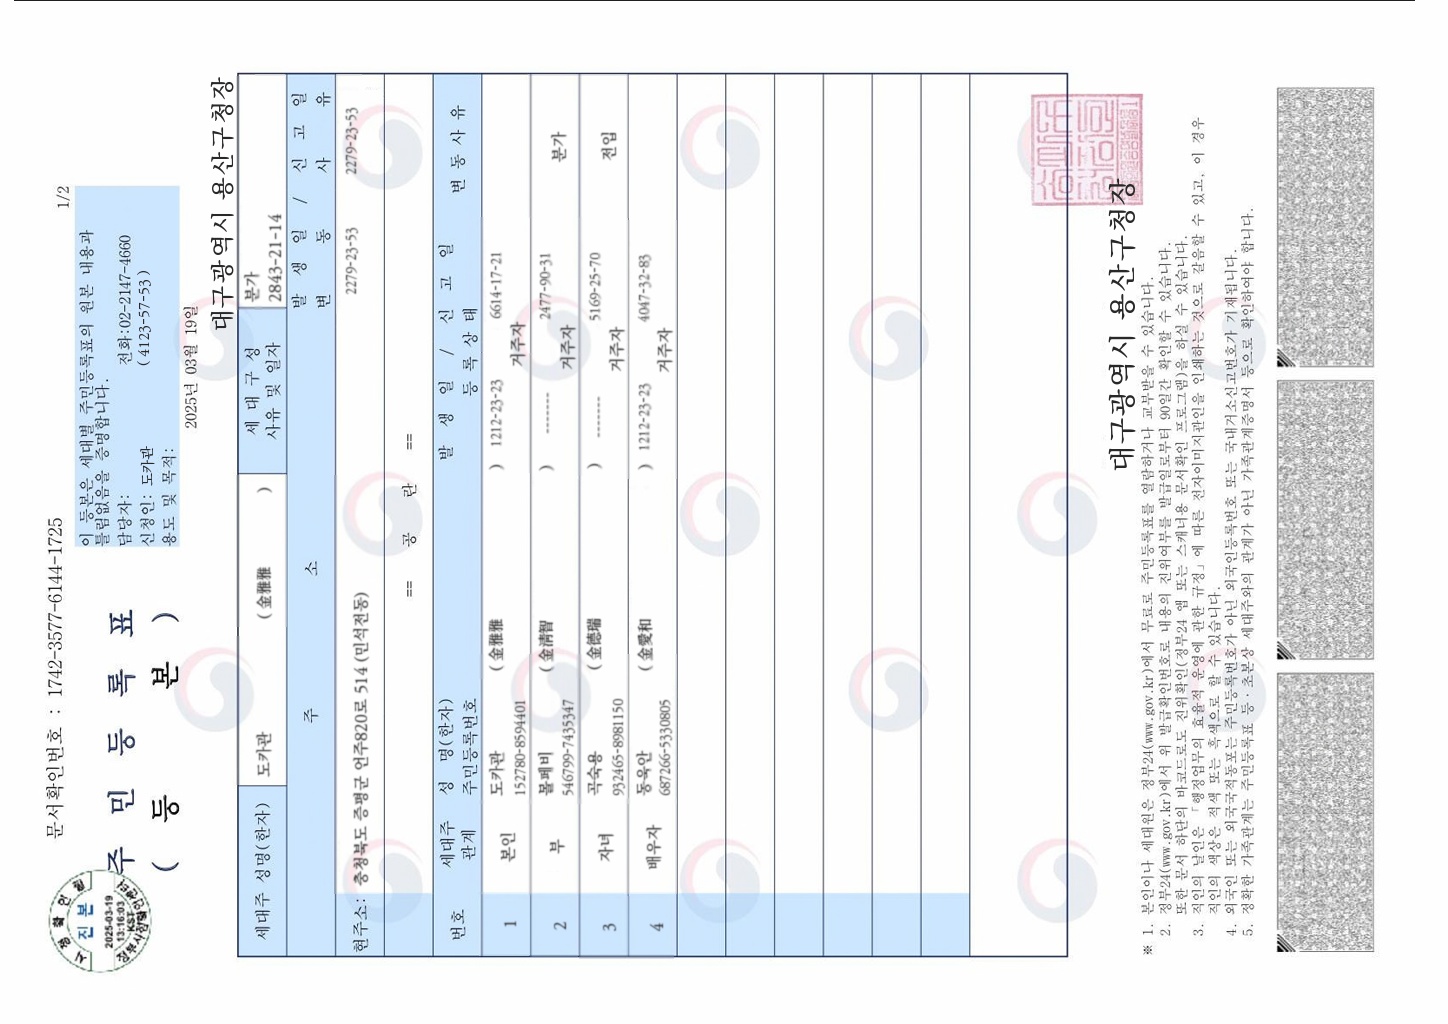 문서확인번호 : 1742-3577-6144-1725
1/2
주 민 등 록 표
( 등 본 )
이 등본은 세대별 주민등록표의 원본 내용과
틀림없음을 증명합니다.
담당자: 전화:02-2147-4660
신청인: 도카관 ( 4123-57-53)
용도 및 목적:
2025년 03월 19일
대구광역시 용산구청장
진 본
2025-03-19
13:16:03
KST
세대주 성명(한자) 도카관 ( 金雅雅 ) 세 대 구 성 사유 및 일자 분가 2843-21-14
주 소 발 생 일 / 신 고 일
변 동 사 유
현주소: 충청북도 증평군 언주820로 514 (민석전동) 2279-23-53 2279-23-53
== 공 란 ==
번호 세대주 관계 성 명(한자) 주민등록번호 발 생 일 / 신 고 일 등 록 상 태 변 동 사 유
1 본인 도카관 ( 金雅雅 ) 1212-23-23 6614-17-21
152780-8594401 거주자
2 부 볼페비 ( 金淸智 ) ------- 2477-90-31 분가
546799-7435347 거주자
3 자녀 곡숙용 ( 金德瑞 ) ------- 5169-25-70 전입
932465-8981150 거주자
4 배우자 동육안 ( 金愛和 ) 1212-23-23 4047-32-83
687266-5330805 거주자
대구광역시 용산구청장
※ 1. 본인이나 세대원은 정부24(www.gov.kr)에서 무료로 주민등록표를 열람하거나 교부받을 수 있습니다.
2. 정부24(www.gov.kr)에서 위 발급확인번호로 내용의 진위여부를 발급일로부터 90일간 확인할 수 있습니다.
또한 문서 하단의 바코드로도 진위확인(정부24 앱 또는 스캐너용 문서확인 프로그램)을 하실 수 있습니다.
3. 직인의 날인은 「행정업무의 효율적 운영에 관한 규정」에 따른 전자이미지관인을 인쇄하는 것으로 갈음할 수 있고, 이 경우
직인의 색상은 적색 또는 흑색으로 할 수 있습니다.
4. 외국인 또는 외국국적동포는 주민등록번호가 아닌 외국인등록번호 또는 국내거소신고번호가 기재됩니다.
5. 정확한 가족관계는 주민등록표 등·초본상 세대주와의 관계가 아닌 가족관계증명서 등으로 확인하여야 합니다.